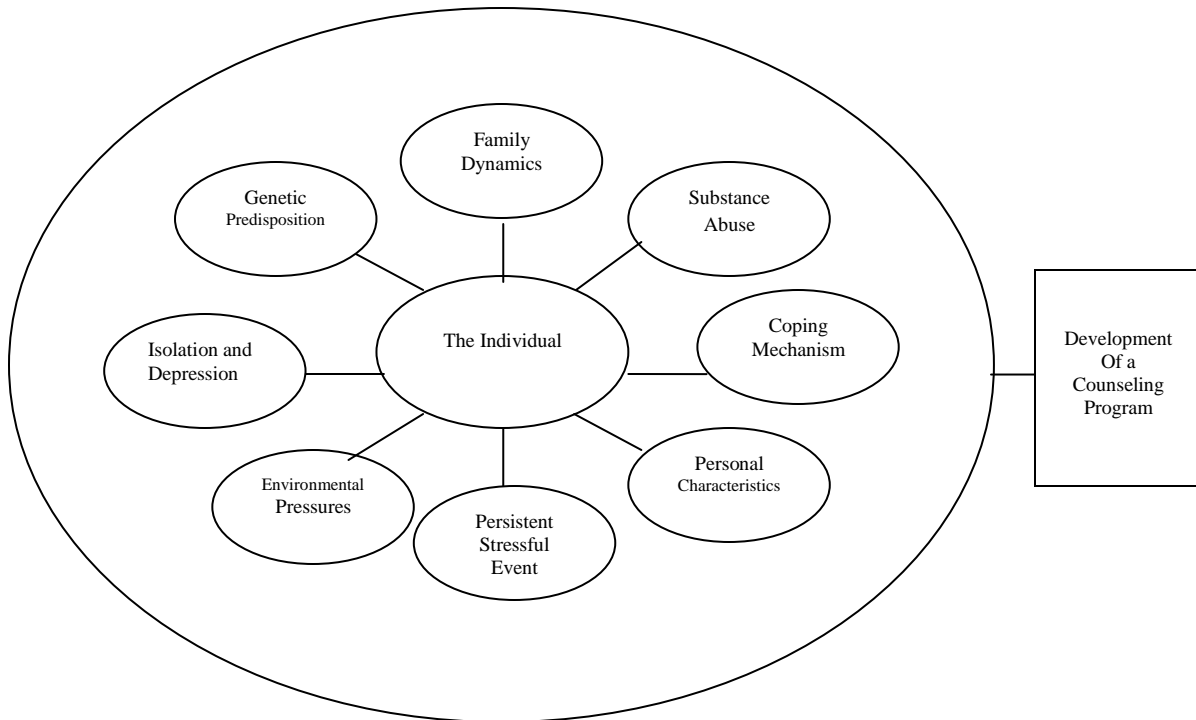 Family
Dynamics
Genetic
Predisposition
Substance
Abuse
The Individual
Coping
Mechanism
Isolation and
Depression
Development
Of a
Counseling
Program
Personal
Characteristics
Environmental
Pressures
Persistent
Stressful
Event